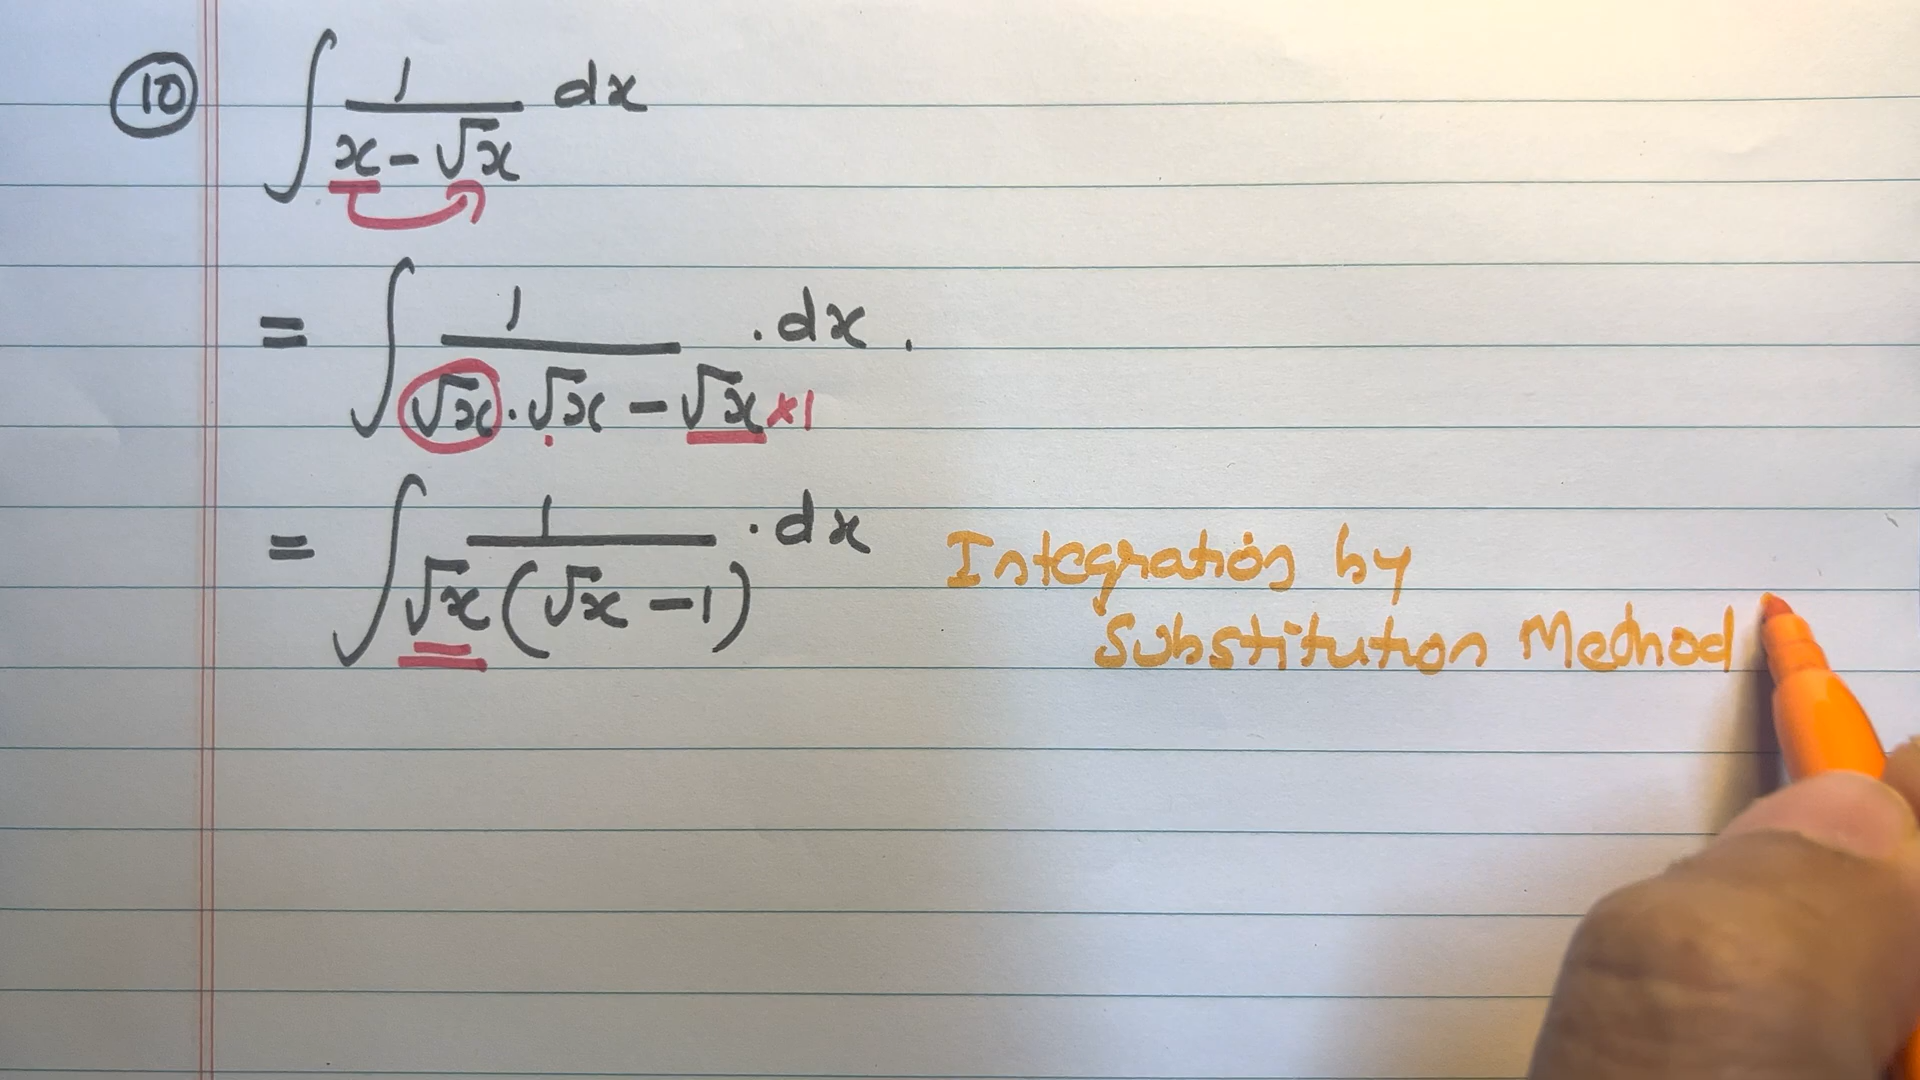 10 ∫ 1/(x - √x) dx
= ∫ 1/(√x . √x - √x ×1) . dx .
= ∫ 1/(√x (√x - 1)) . dx
Integration by
Substitution Method